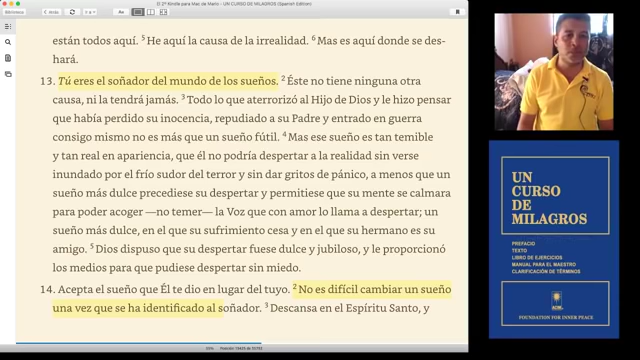 El 2º Kindle para Mac de Mario - UN CURSO DE MILAGROS (Spanish Edition)
Biblioteca
Aa
están todos aquí. ⁵ He aquí la causa de la irrealidad. ⁶ Mas es aquí donde se des-
hará.
13. Tú eres el soñador del mundo de los sueños. ² Éste no tiene ninguna otra
causa, ni la tendrá jamás. ³ Todo lo que aterrorizó al Hijo de Dios y le hizo pensar
que había perdido su inocencia, repudiado a su Padre y entrado en guerra
consigo mismo no es más que un sueño fútil. ⁴ Mas ese sueño es tan temible
y tan real en apariencia, que él no podría despertar a la realidad sin verse
inundado por el frío sudor del terror y sin dar gritos de pánico, a menos que un
sueño más dulce precediese su despertar y permitiese que su mente se calmara
para poder acoger —no temer— la Voz que con amor lo llama a despertar; un
sueño más dulce, en el que su sufrimiento cesa y en el que su hermano es su
amigo. ⁵ Dios dispuso que su despertar fuese dulce y jubiloso, y le proporcionó
los medios para que pudiese despertar sin miedo.
14. Acepta el sueño que Él te dio en lugar del tuyo. ² No es difícil cambiar un sueño
una vez que se ha identificado al soñador. ³ Descansa en el Espíritu Santo, y
UN
CURSO
DE
MILAGROS
PREFACIO
TEXTO
LIBRO DE EJERCICIOS
MANUAL PARA EL MAESTRO
CLARIFICACIÓN DE TÉRMINOS
FOUNDATION FOR INNER PEACE